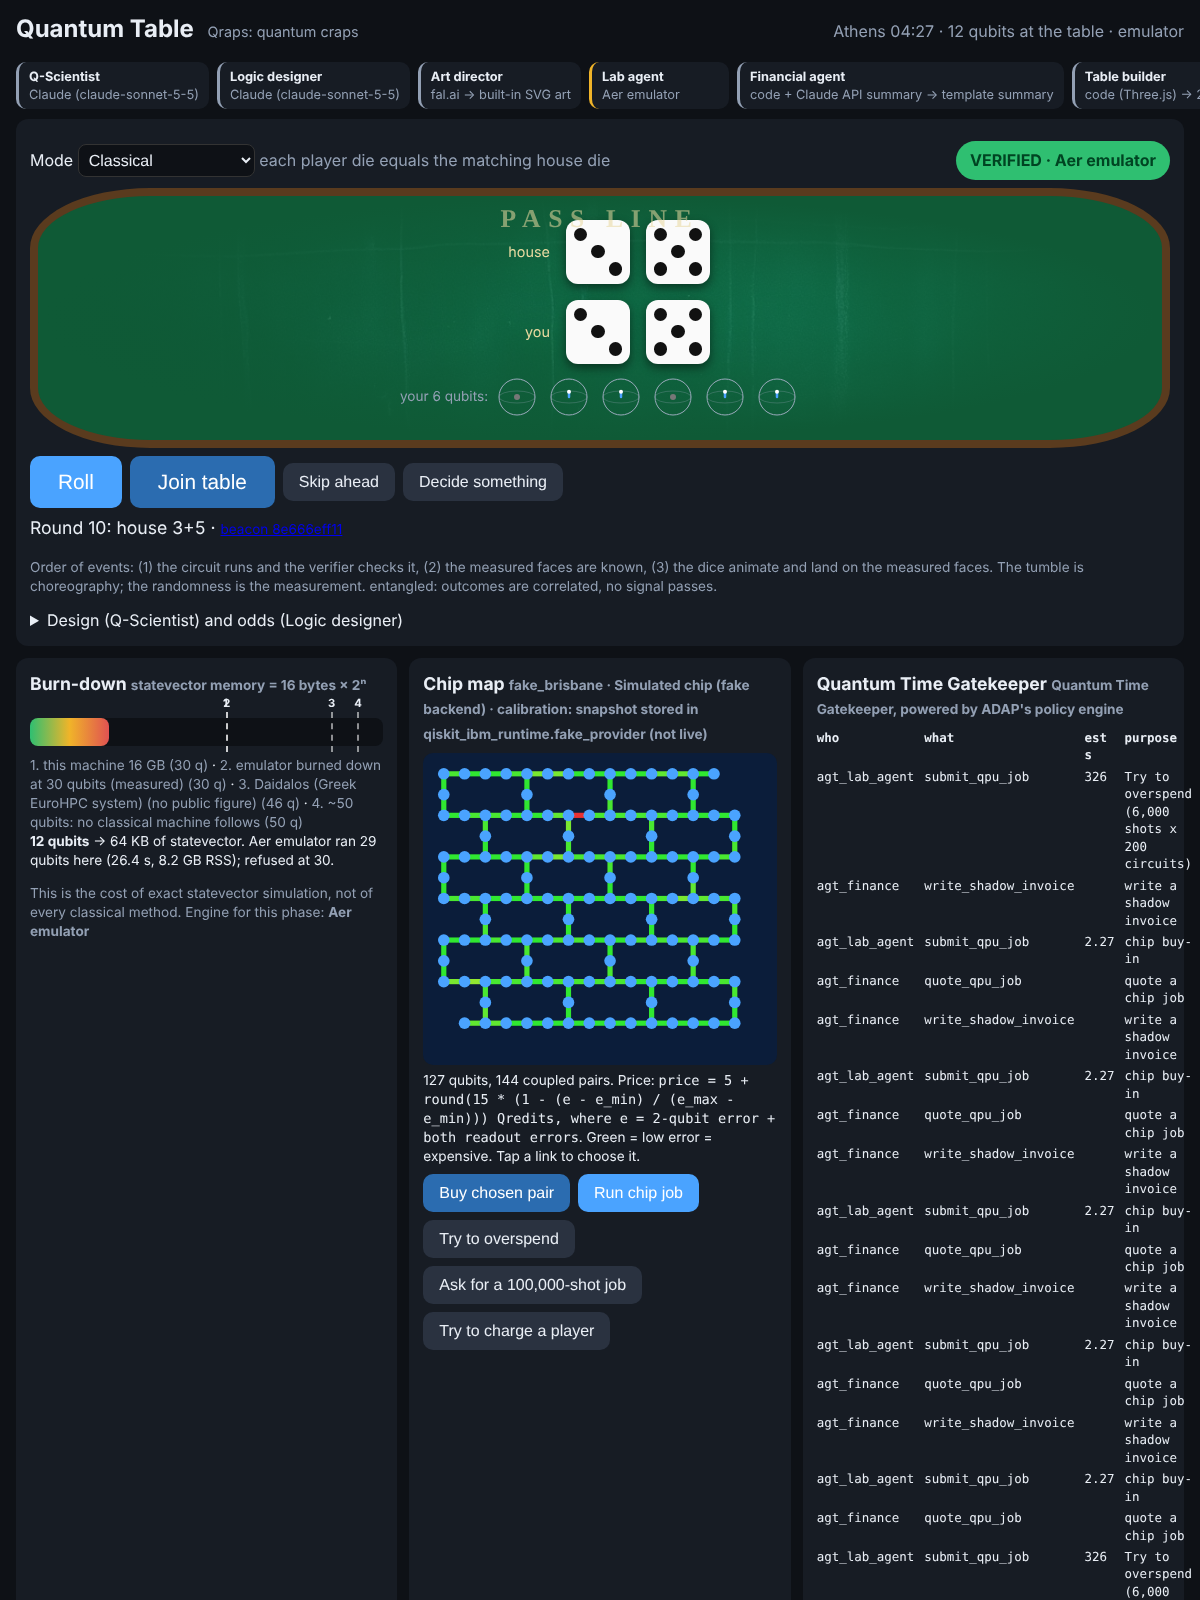 Quantum Table Qraps: quantum craps
Athens 04:27 · 12 qubits at the table · emulator
Q-Scientist
Claude (claude-sonnet-5-5)
Logic designer
Claude (claude-sonnet-5-5)
Art director
fal.ai → built-in SVG art
Lab agent
Aer emulator
Financial agent
code + Claude API summary → template summary
Table builder
code (Three.js) →
Mode Classical each player die equals the matching house die
VERIFIED · Aer emulator
PASS LINE
house
you
your 6 qubits:
Roll
Join table
Skip ahead
Decide something
Round 10: house 3+5 ·
Order of events: (1) the circuit runs and the verifier checks it, (2) the measured faces are known, (3) the dice animate and land on the measured faces. The tumble is
choreography; the randomness is the measurement. entangled: outcomes are correlated, no signal passes.
▶ Design (Q-Scientist) and odds (Logic designer)
Burn-down statevector memory = 16 bytes × 2ⁿ
3 4
1. this machine 16 GB (30 q) · 2. emulator burned down
at 30 qubits (measured) (30 q) · 3. Daidalos (Greek
EuroHPC system) (no public figure) (46 q) · 4. ~50
qubits: no classical machine follows (50 q)
12 qubits → 64 KB of statevector. Aer emulator ran 29
qubits here (26.4 s, 8.2 GB RSS); refused at 30.
This is the cost of exact statevector simulation, not of
every classical method. Engine for this phase: Aer
emulator
Chip map fake_brisbane · Simulated chip (fake
backend) · calibration: snapshot stored in
qiskit_ibm_runtime.fake_provider (not live)
127 qubits, 144 coupled pairs. Price: price = 5 +
round(15 * (1 - (e - e_min) / (e_max -
e_min))) Qredits, where e = 2-qubit error +
both readout errors. Green = low error =
expensive. Tap a link to choose it.
Buy chosen pair
Run chip job
Try to overspend
Ask for a 100,000-shot job
Try to charge a player
Quantum Time Gatekeeper Quantum Time
Gatekeeper, powered by ADAP's policy engine
who what est purpose
s
agt_lab_agent submit_qpu_job 326 Try to
overspend
(6,000
shots x
200
circuits)
agt_finance write_shadow_invoice write a
shadow
invoice
agt_lab_agent submit_qpu_job 2.27 chip buy-
in
agt_finance quote_qpu_job quote a
chip job
agt_finance write_shadow_invoice write a
shadow
invoice
agt_lab_agent submit_qpu_job 2.27 chip buy-
in
agt_finance quote_qpu_job quote a
chip job
agt_finance write_shadow_invoice write a
shadow
invoice
agt_lab_agent submit_qpu_job 2.27 chip buy-
in
agt_finance quote_qpu_job quote a
chip job
agt_finance write_shadow_invoice write a
shadow
invoice
agt_lab_agent submit_qpu_job 2.27 chip buy-
in
agt_finance quote_qpu_job quote a
chip job
agt_finance write_shadow_invoice write a
shadow
invoice
agt_lab_agent submit_qpu_job 2.27 chip buy-
in
agt_finance quote_qpu_job quote a
chip job
agt_lab_agent submit_qpu_job 326 Try to
overspend
(6,000